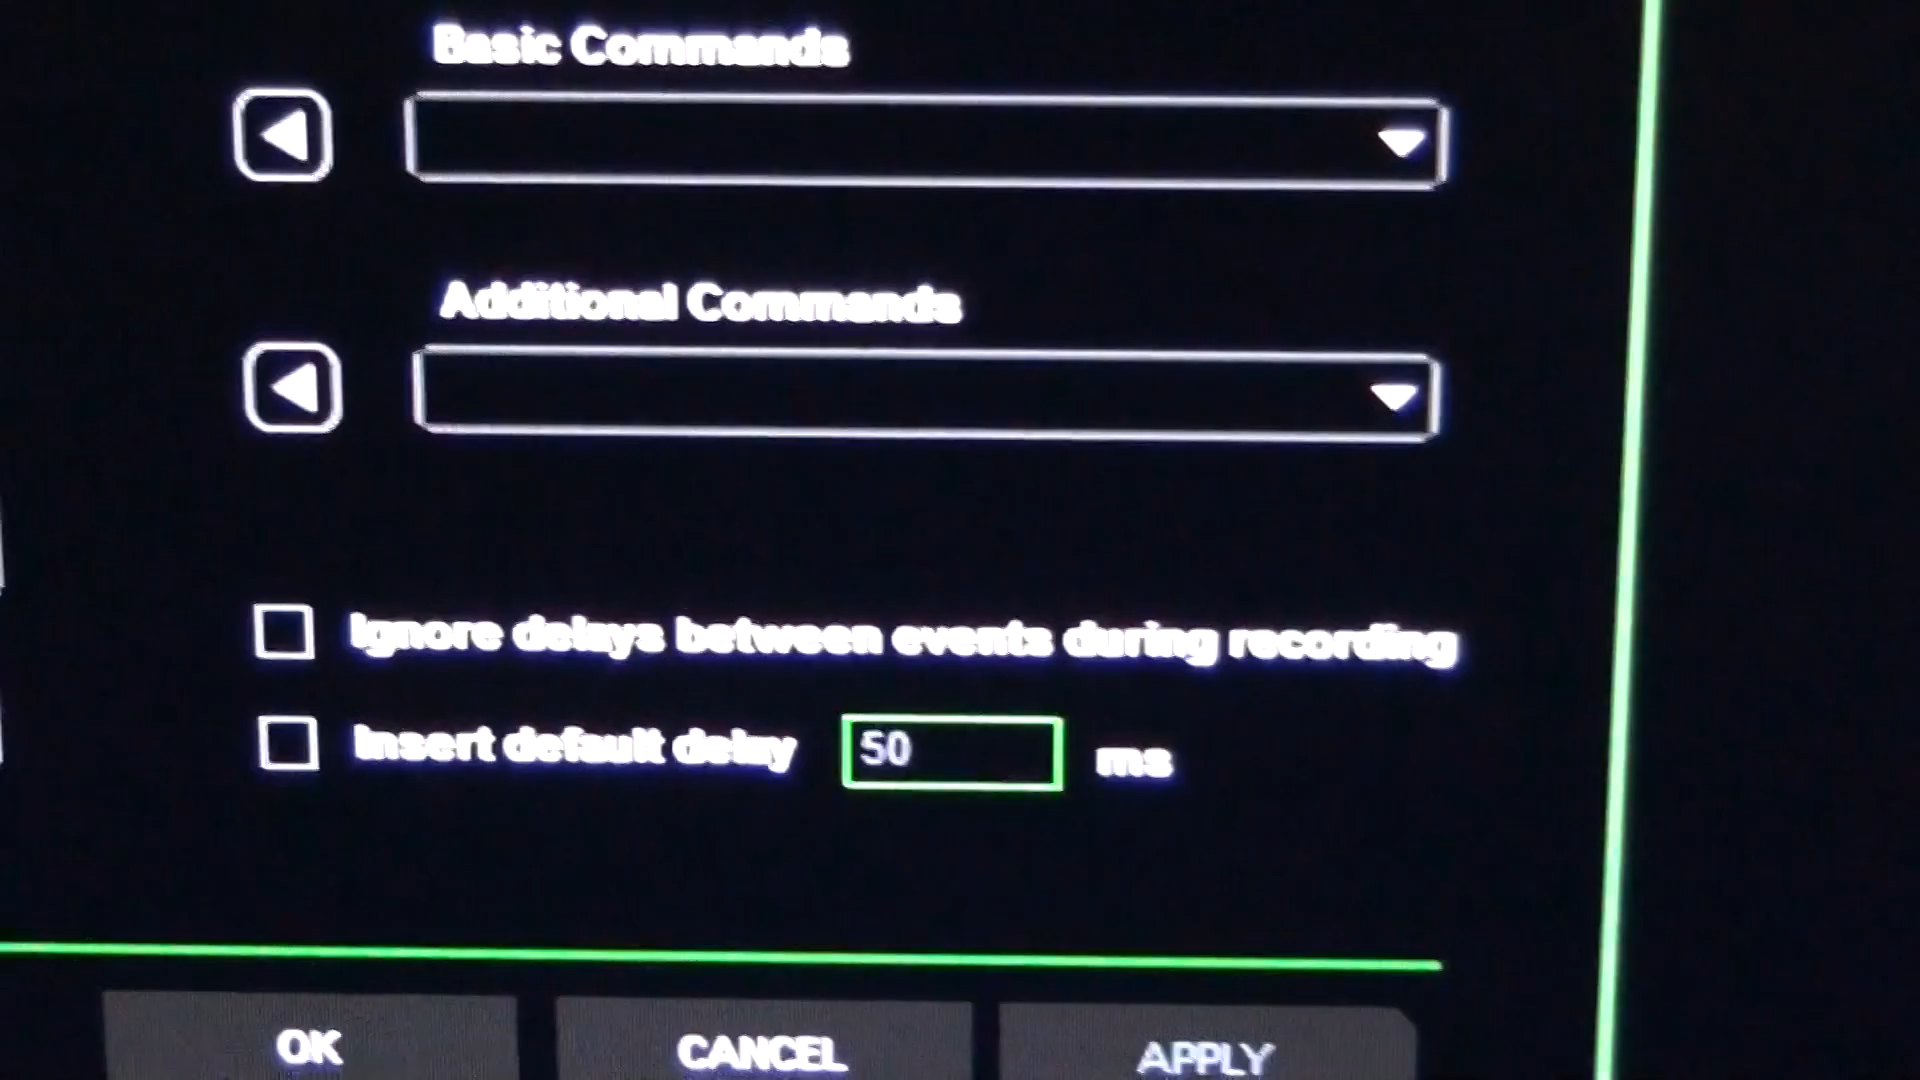 Basic Commands
Additional Commands
Ignore delays between events during recording
Insert default delay 50 ms
OK CANCEL APPLY